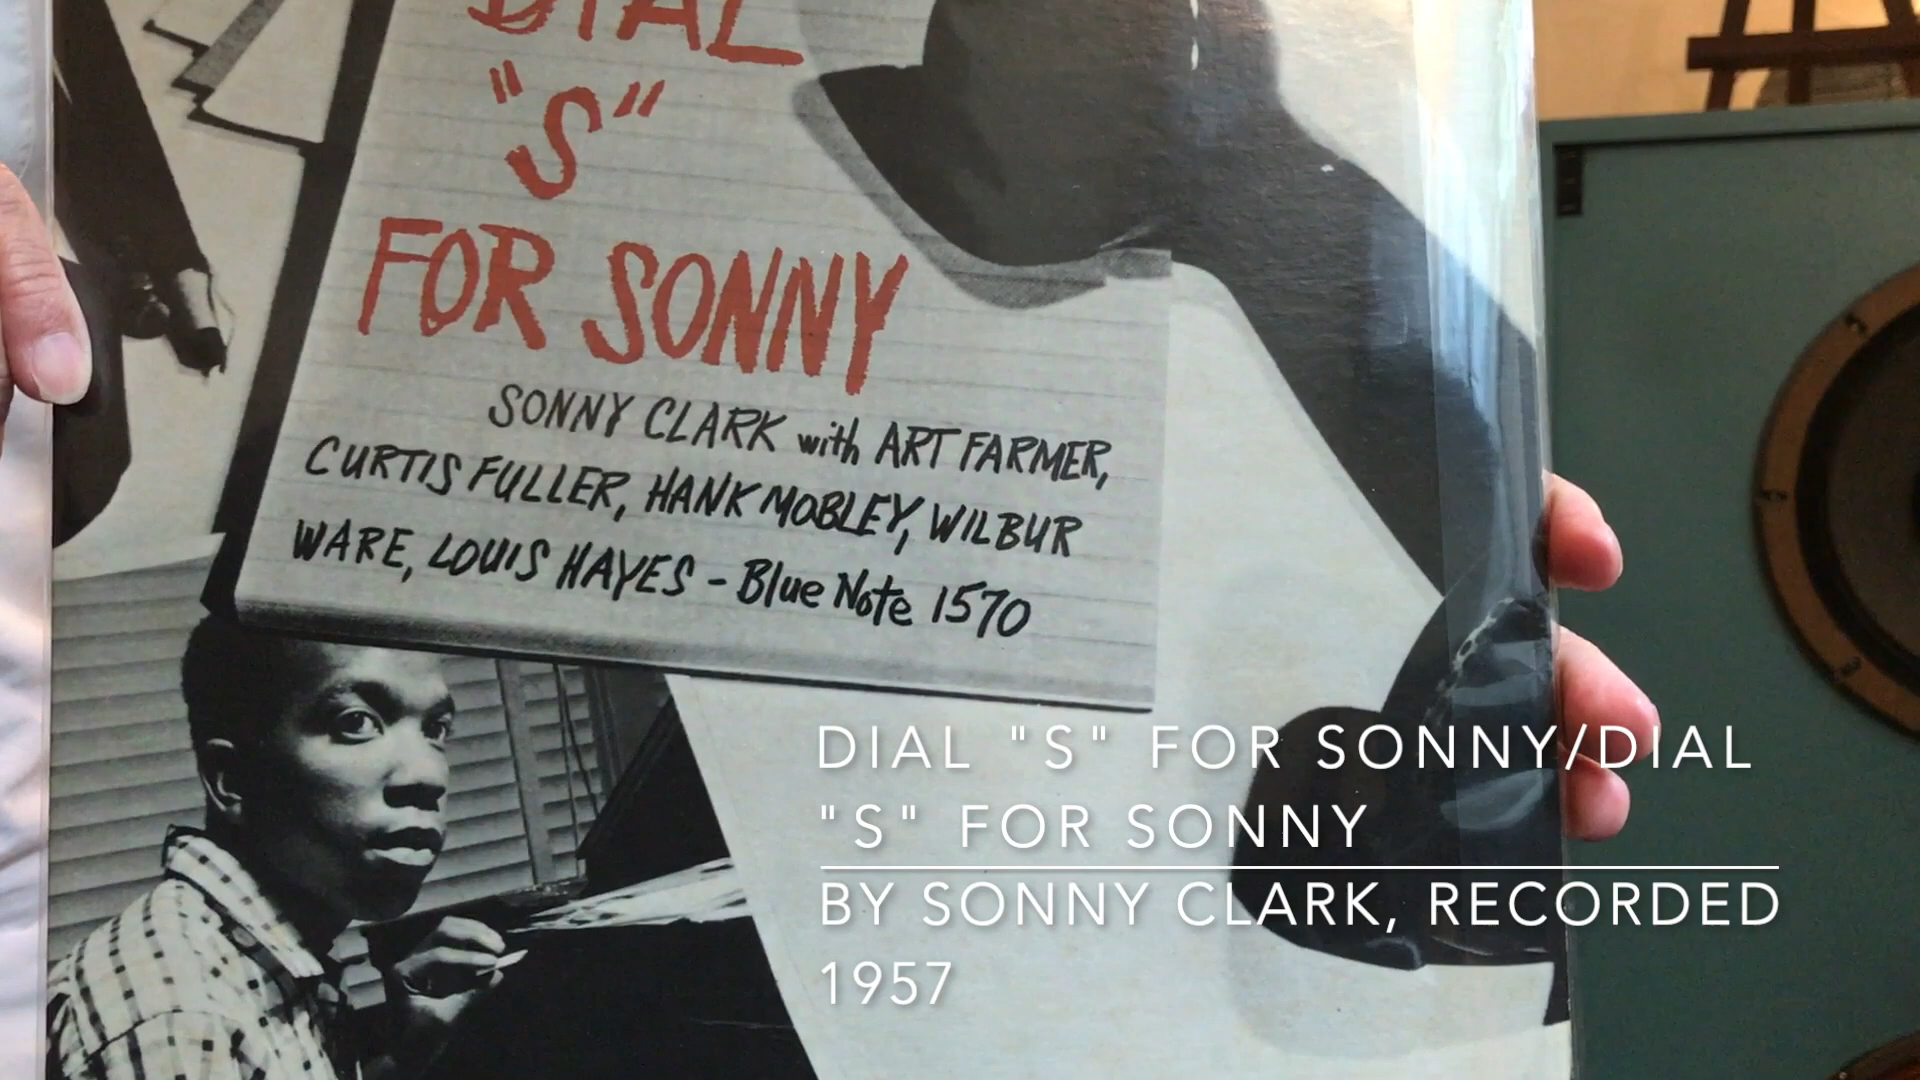 DIAL
"S"
FOR SONNY
SONNY CLARK with ART FARMER,
CURTIS FULLER, HANK MOBLEY, WILBUR
WARE, LOUIS HAYES - Blue Note 1570
DIAL "S" FOR SONNY/DIAL
"S" FOR SONNY
BY SONNY CLARK, RECORDED
1957